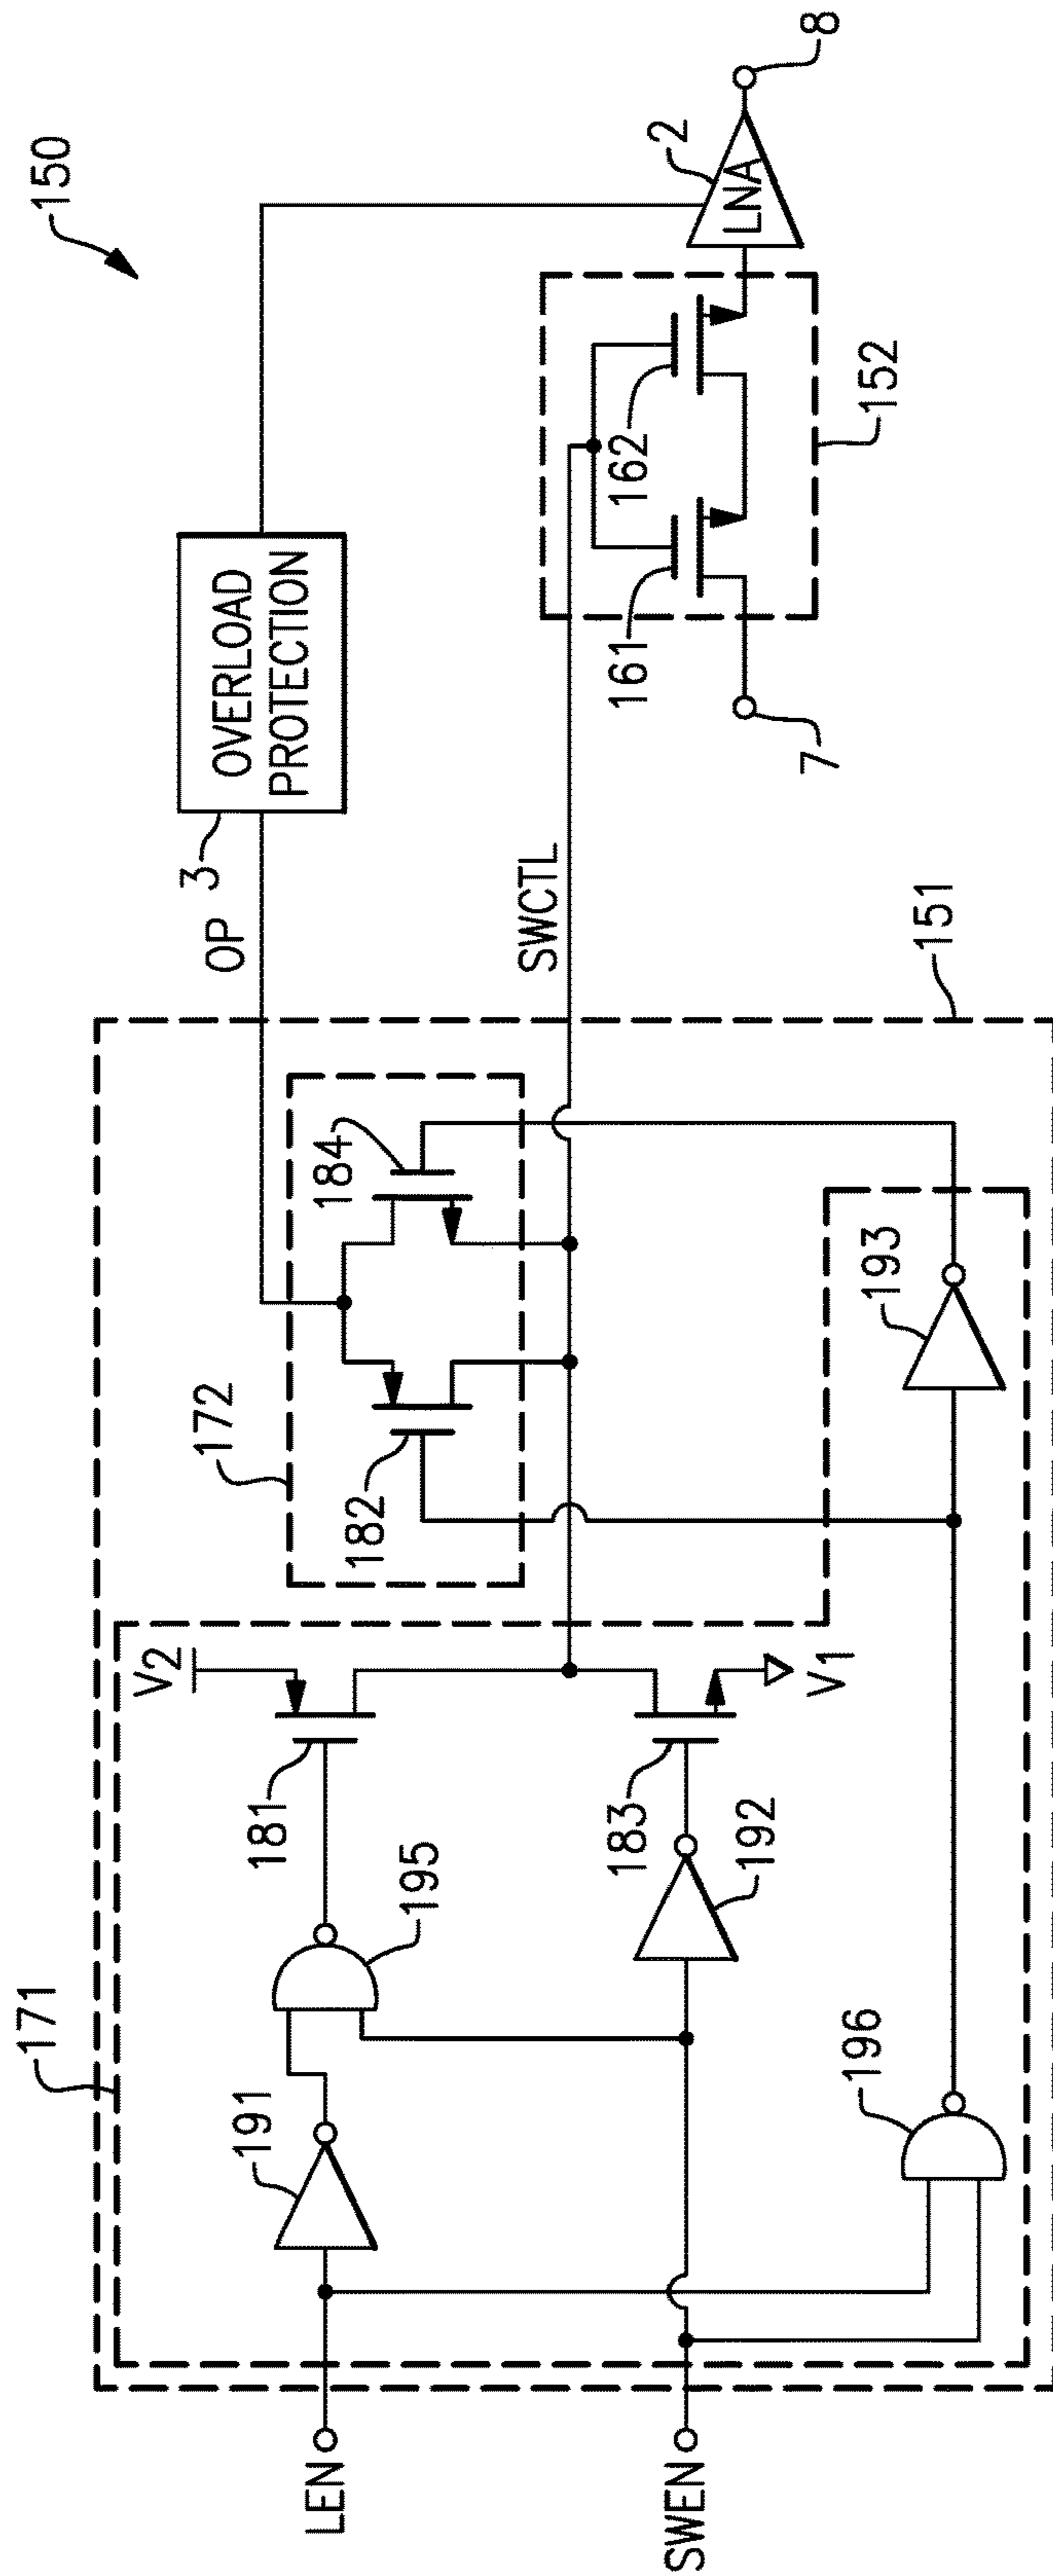 150
171
V2
181
195
191
LEN
SWEN
183
192
V1
196
193
172
182
184
151
OP
3
OVERLOAD
PROTECTION
SWCTL
161
162
152
7
2
LNA
8